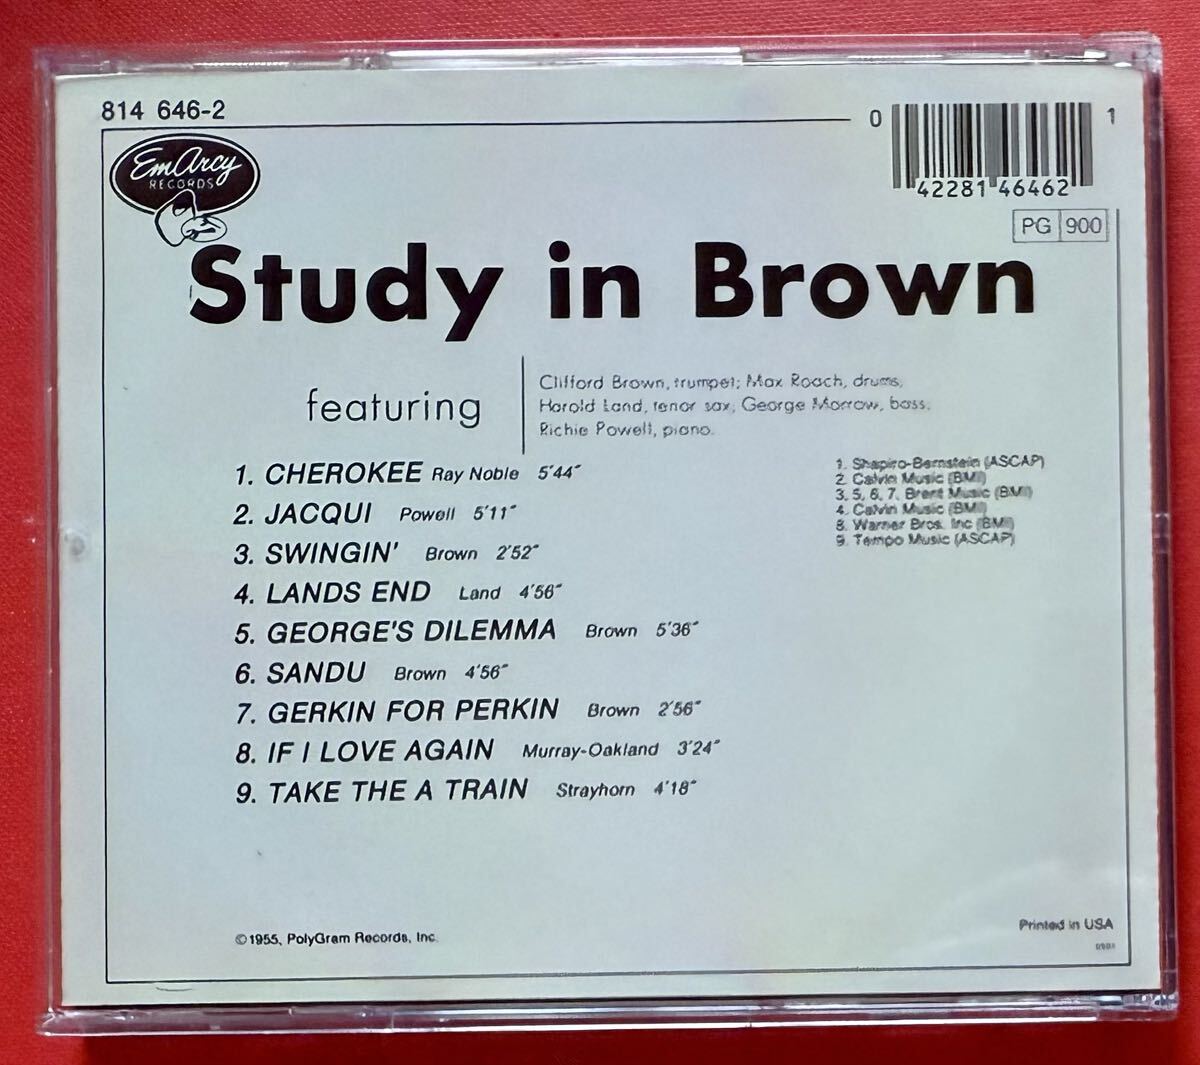 814 646-2
0 42281 46462 1
EmArcy
RECORDS
PG 900
Study in Brown
featuring
Clifford Brown, trumpet; Max Roach, drums,
Harold Land, tenor sax, George Morrow, bass,
Richie Powell, piano.
1. CHEROKEE Ray Noble 5'44"
2. JACQUI Powell 5'11"
3. SWINGIN' Brown 2'52"
4. LANDS END Land 4'56"
5. GEORGE'S DILEMMA Brown 5'36"
6. SANDU Brown 4'56"
7. GERKIN FOR PERKIN Brown 2'56"
8. IF I LOVE AGAIN Murray-Oakland 3'24"
9. TAKE THE A TRAIN Strayhorn 4'18"
1. Shapiro-Bernstein (ASCAP)
2. Calvin Music (BMI)
3. 5, 6, 7, Brent Music (BMI)
4. Calvin Music (BMI)
8. Warner Bros. Inc (BMI)
9. Tempo Music (ASCAP)
©1955, PolyGram Records, Inc.
Printed in USA